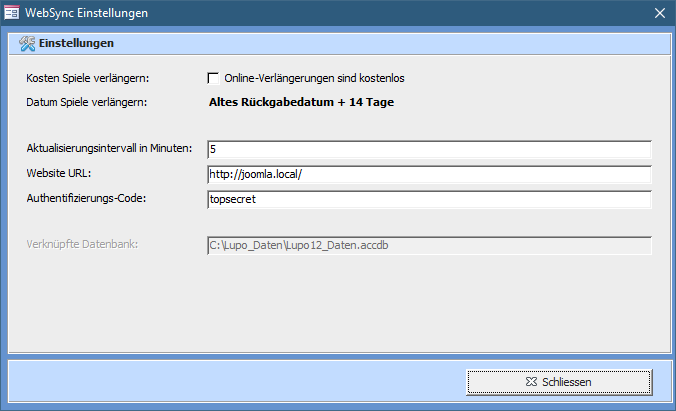 WebSync Einstellungen
Einstellungen
Kosten Spiele verlängern: Online-Verlängerungen sind kostenlos
Datum Spiele verlängern: Altes Rückgabedatum + 14 Tage
Aktualisierungsintervall in Minuten: 5
Website URL: http://joomla.local/
Authentifizierungs-Code: topsecret
Verknüpfte Datenbank: C:\Lupo_Daten\Lupo12_Daten.accdb
Schliessen